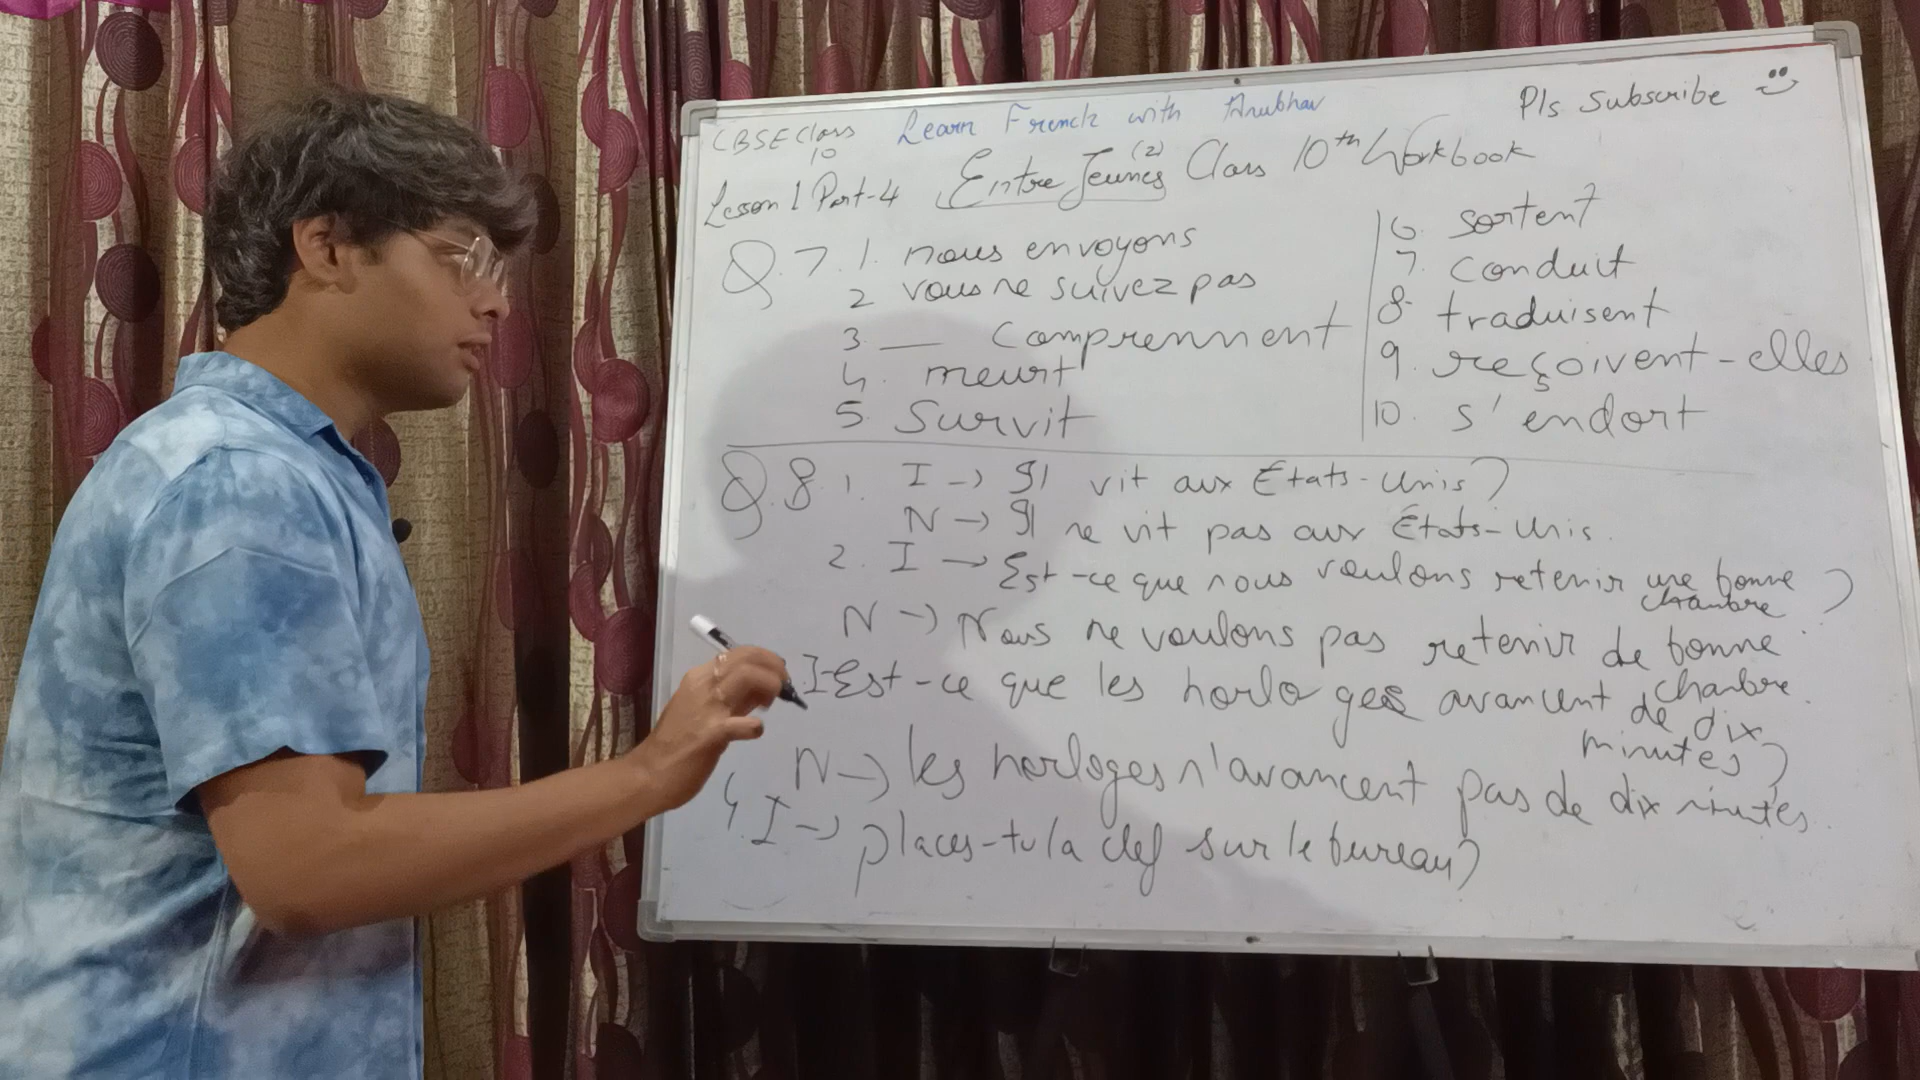 CBSE Class 10
Learn French with Anubhav
Pls Subscribe
Lesson 1 Part-4
Entre Jeunes (2) Class 10th Workbook
Q.7. 1. nous envoyons
2 vous ne suivez pas
3. __ comprennent
4. meurt
5. Survit
6. sortent
7. conduit
8. traduisent
9. reçoivent-elles
10. s'endort
Q.8 1. I → Il vit aux États-Unis?
N → Il ne vit pas aux États-Unis.
2. I → Est-ce que nous voulons retenir une bonne chambre?
N → Nous ne voulons pas retenir de bonne chambre.
I-Est-ce que les horloges avancent de dix minutes?
N → les horloges n'avancent pas de dix minutes.
4. I → places-tu la clef sur le bureau?